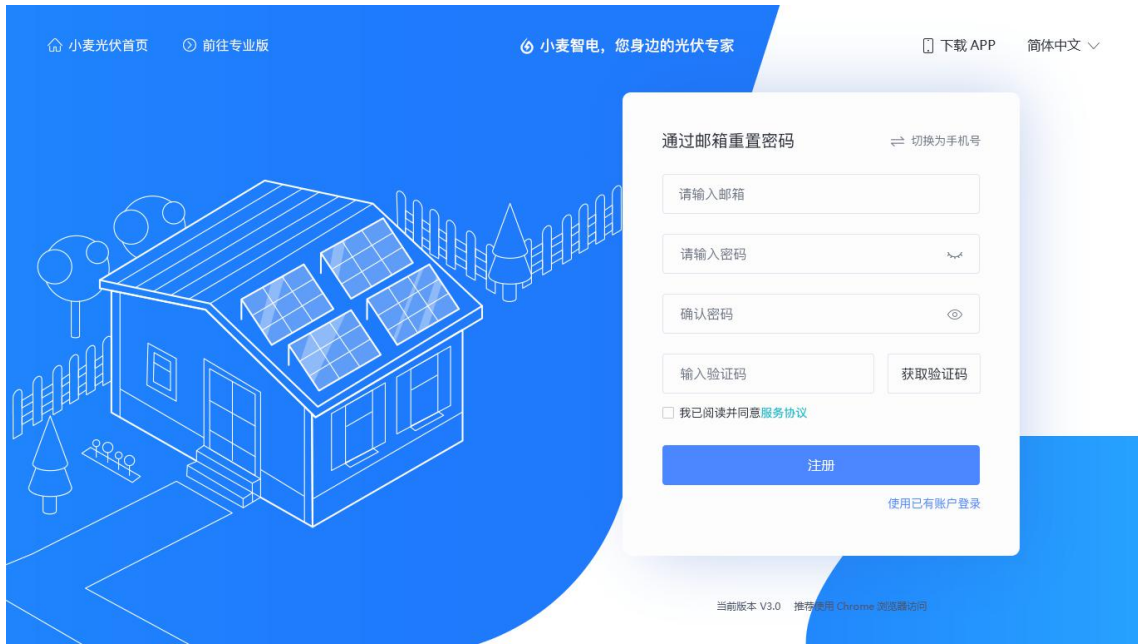 小麦光伏首页 前往专业版 小麦智电，您身边的光伏专家 下载 APP 简体中文
通过邮箱重置密码 切换为手机号
请输入邮箱
请输入密码
确认密码
输入验证码 获取验证码
我已阅读并同意服务协议
注册
使用已有账户登录
当前版本 V3.0 推荐使用 Chrome 浏览器访问